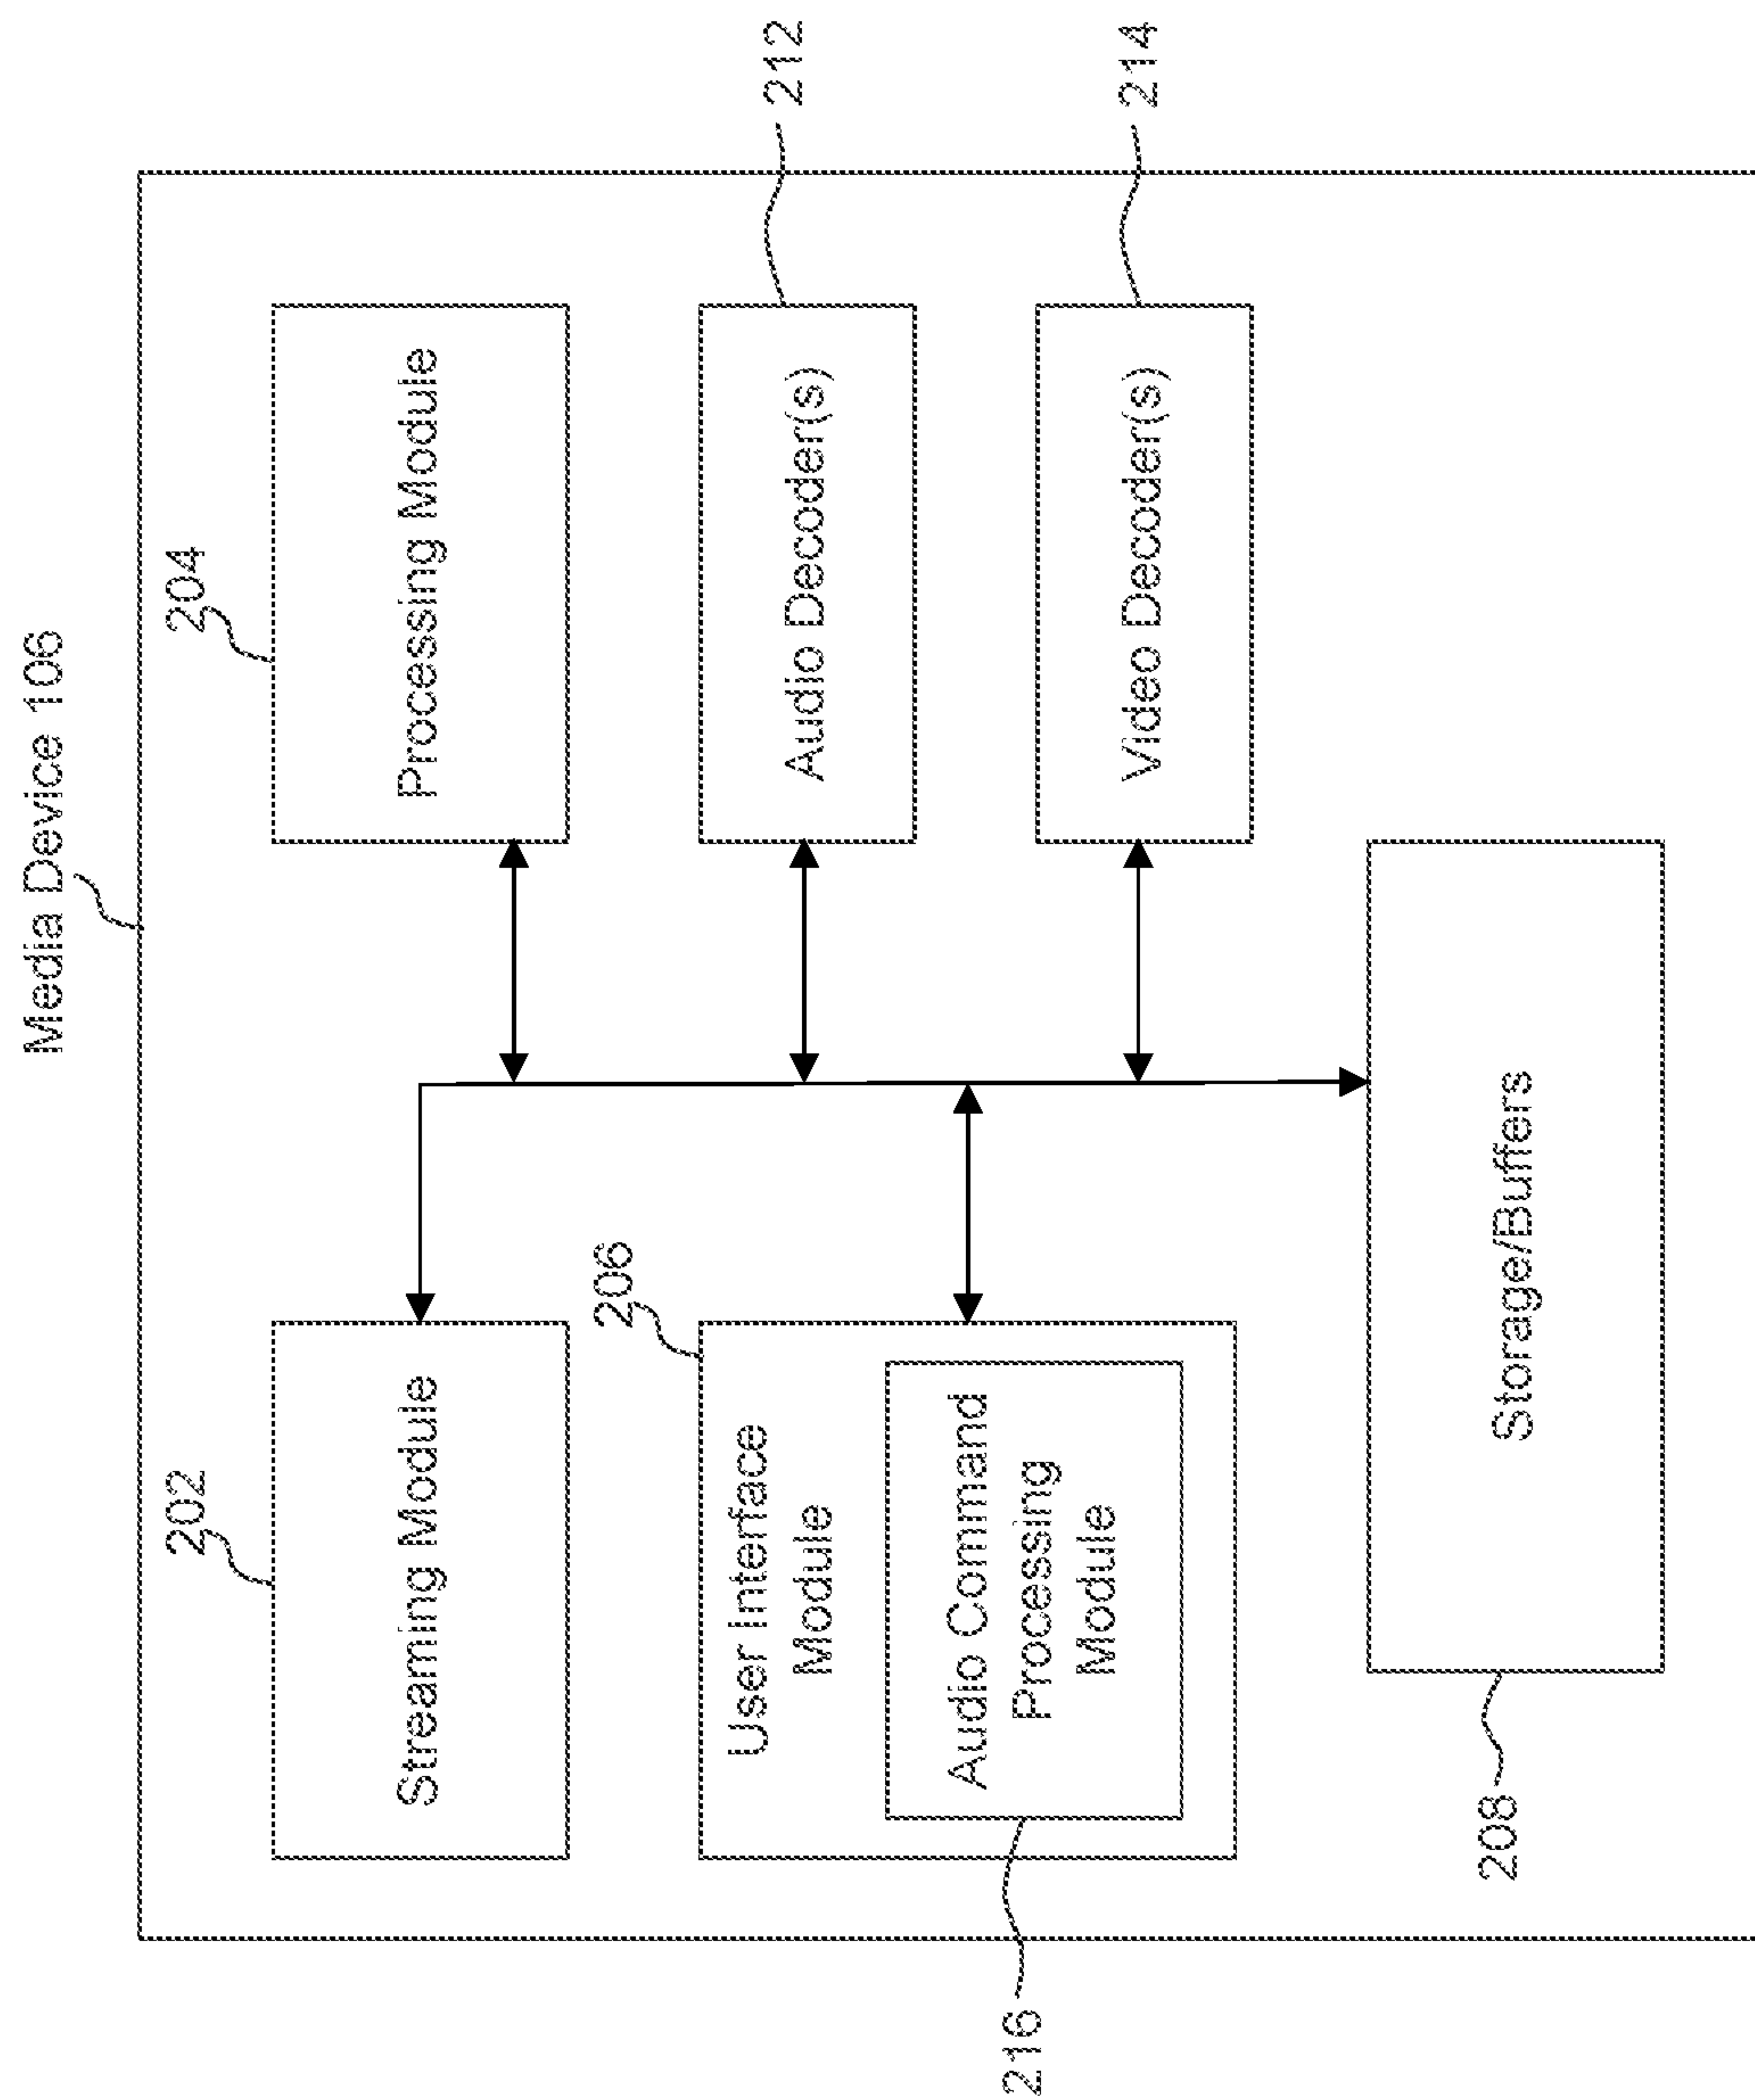 Media Device 106
202
204
Streaming Module
Processing Module
206
User Interface
Module
Audio Decoder(s)
212
Audio Command
Processing
Module
216
Video Decoder(s)
214
Storage/Buffers
208